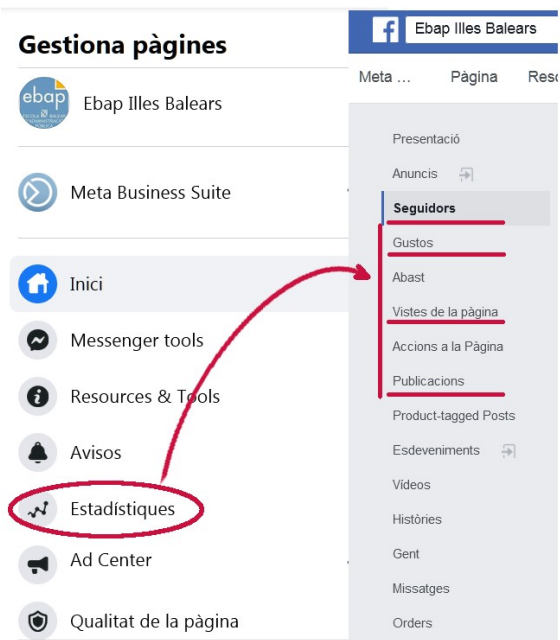 Gestiona pàgines
ebap
Ebap Illes Balears
Meta Business Suite
Inici
Messenger tools
Resources & Tools
Avisos
Estadístiques
Ad Center
Qualitat de la pàgina
Ebap Illes Balears
Meta ...
Pàgina
Presentació
Anuncis
Seguidors
Gustos
Abast
Vistes de la pàgina
Accions a la Pàgina
Publicacions
Product-tagged Posts
Esdeveniments
Vídeos
Històries
Gent
Missatges
Orders